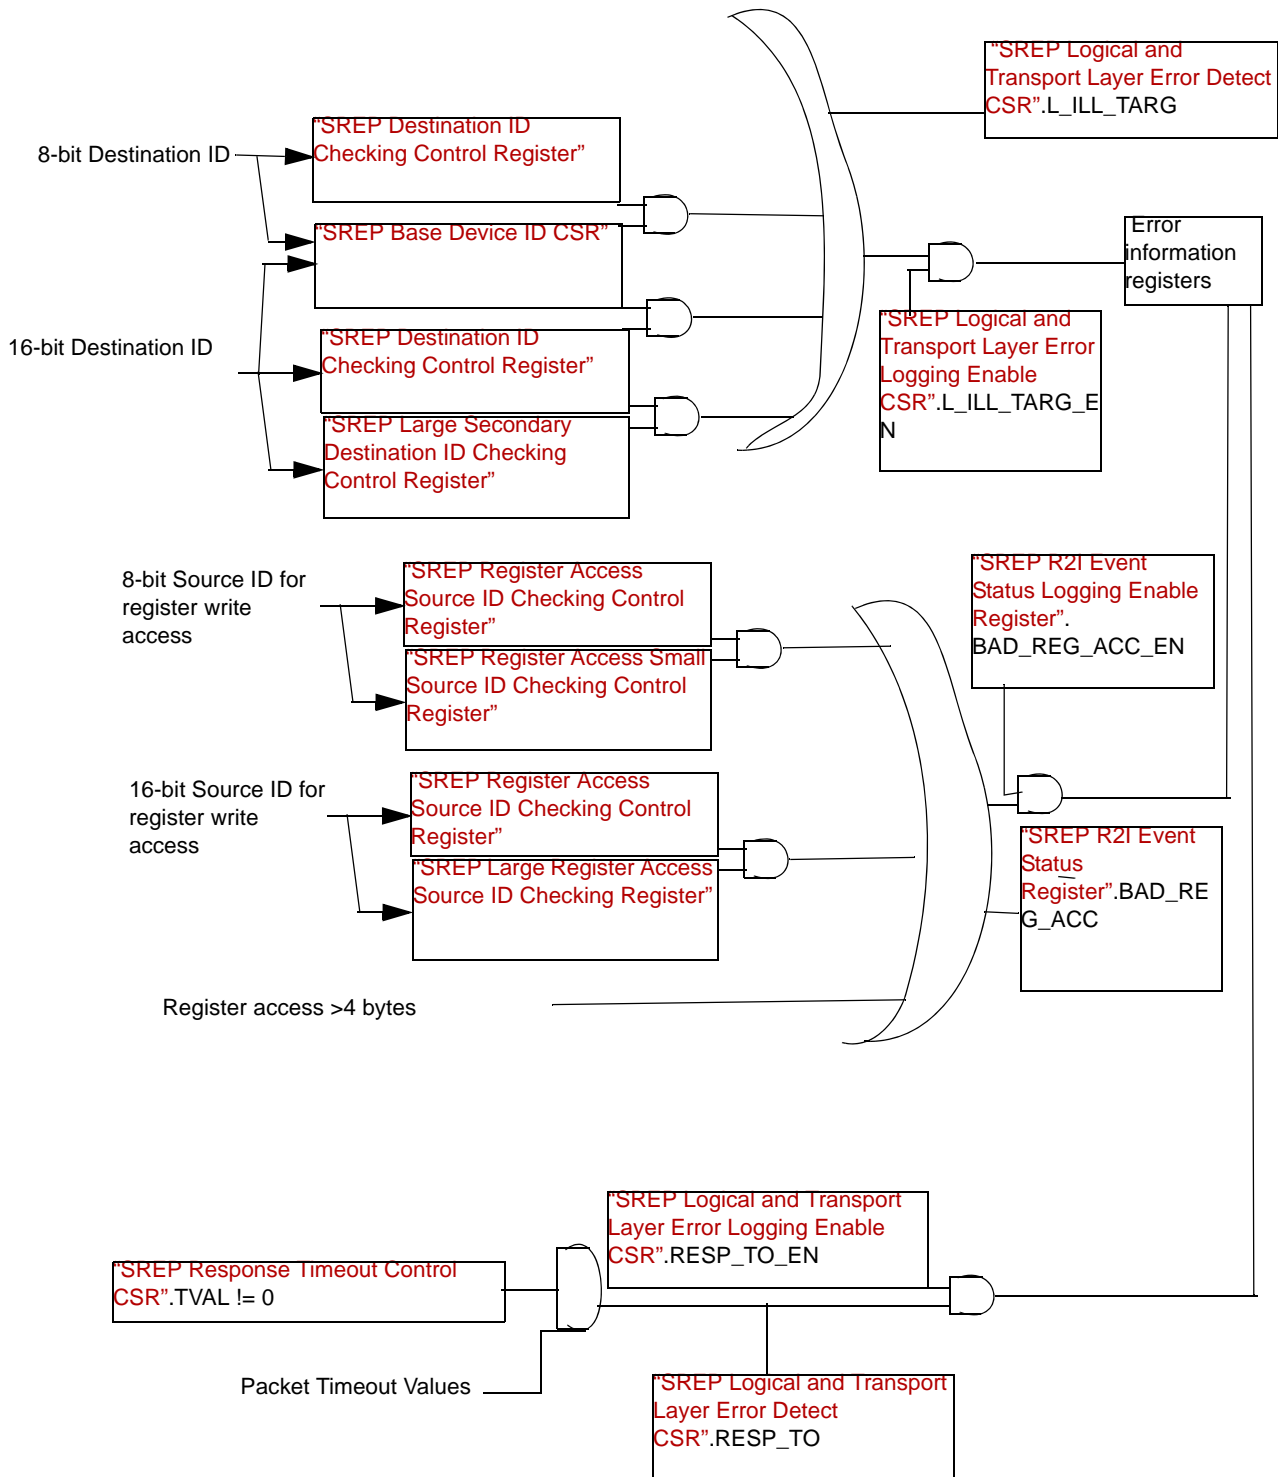 “SREP Logical and
Transport Layer Error Detect
CSR”.L_ILL_TARG
“SREP Destination ID
Checking Control Register”
8-bit Destination ID
“SREP Base Device ID CSR”
Error
information
registers
16-bit Destination ID
“SREP Destination ID
Checking Control Register”
“SREP Logical and
Transport Layer Error
Logging Enable
CSR”.L_ILL_TARG_E
N
“SREP Large Secondary
Destination ID Checking
Control Register”
8-bit Source ID for
register write
access
“SREP Register Access
Source ID Checking Control
Register”
“SREP R2I Event
Status Logging Enable
Register”.
BAD_REG_ACC_EN
“SREP Register Access Small
Source ID Checking Control
Register”
16-bit Source ID for
register write
access
“SREP Register Access
Source ID Checking Control
Register”
“SREP Large Register Access
Source ID Checking Register”
“SREP R2I Event
Status
Register”.BAD_RE
G_ACC
Register access >4 bytes
“SREP Logical and Transport
Layer Error Logging Enable
CSR”.RESP_TO_EN
“SREP Response Timeout Control
CSR”.TVAL != 0
Packet Timeout Values
“SREP Logical and Transport
Layer Error Detect
CSR”.RESP_TO